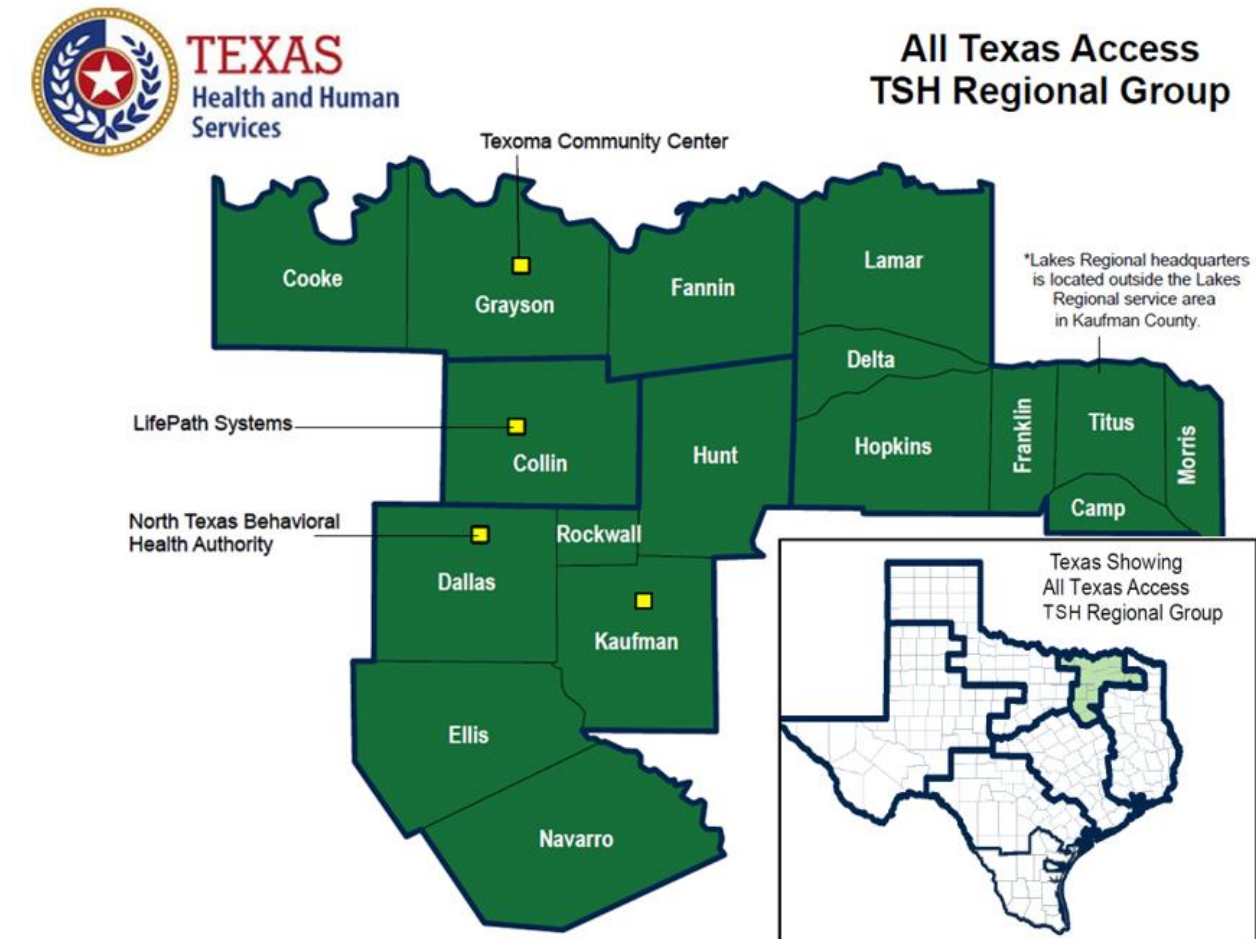 TEXAS
Health and Human
Services
All Texas Access
TSH Regional Group
Texoma Community Center
Cooke
Grayson
Fannin
Lamar
*Lakes Regional headquarters
is located outside the Lakes
Regional service area
in Kaufman County.
Delta
LifePath Systems
Collin
Hunt
Hopkins
Franklin
Titus
Morris
Camp
North Texas Behavioral
Health Authority
Rockwall
Dallas
Kaufman
Ellis
Navarro
Texas Showing
All Texas Access
TSH Regional Group